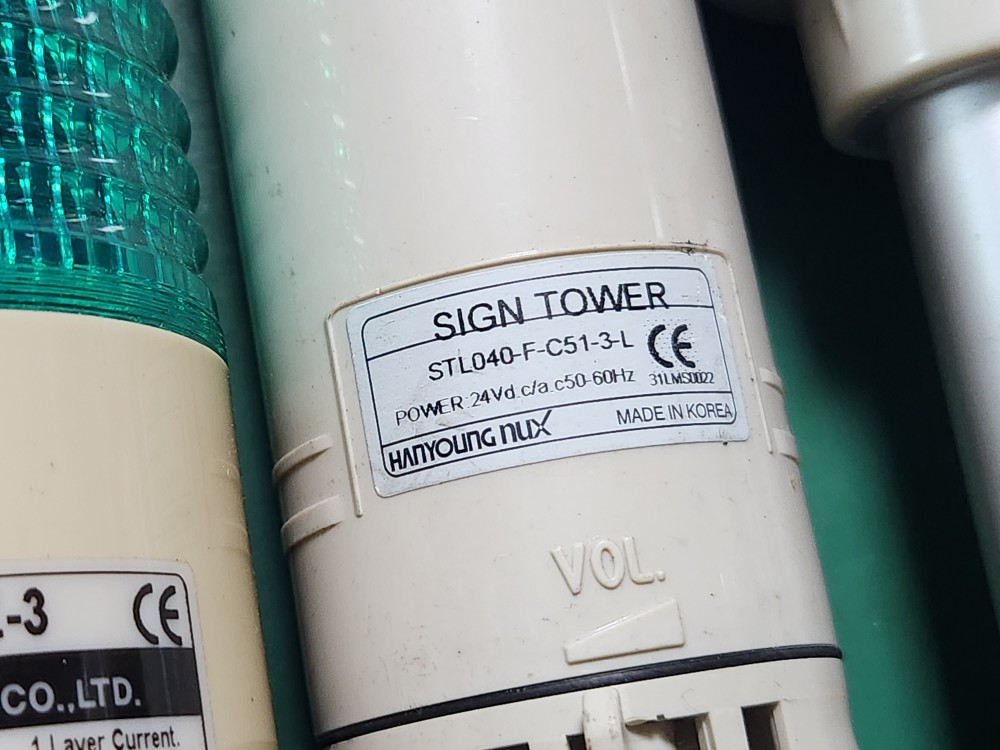 SIGN TOWER
STL040-F-C51-3-L
CE
POWER:24Vd.c/a.c50-60Hz
31LMS0022
HANYOUNG NUX
MADE IN KOREA
VOL.
-3
CE
CO.,LTD.
1 Layer Current.